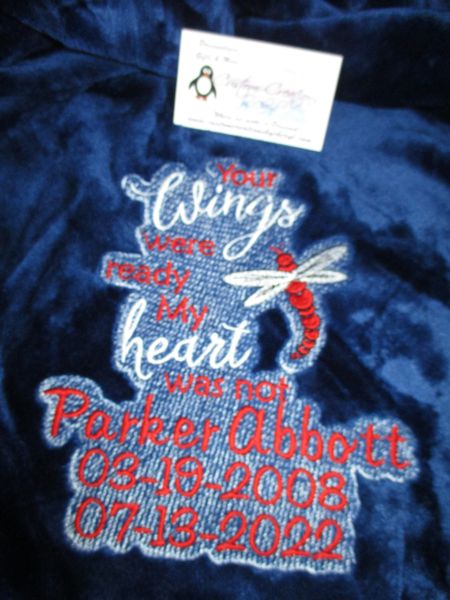 Your
Wings
were
ready
My
heart
was not
Parker Abbott
03-19-2008
07-13-2022